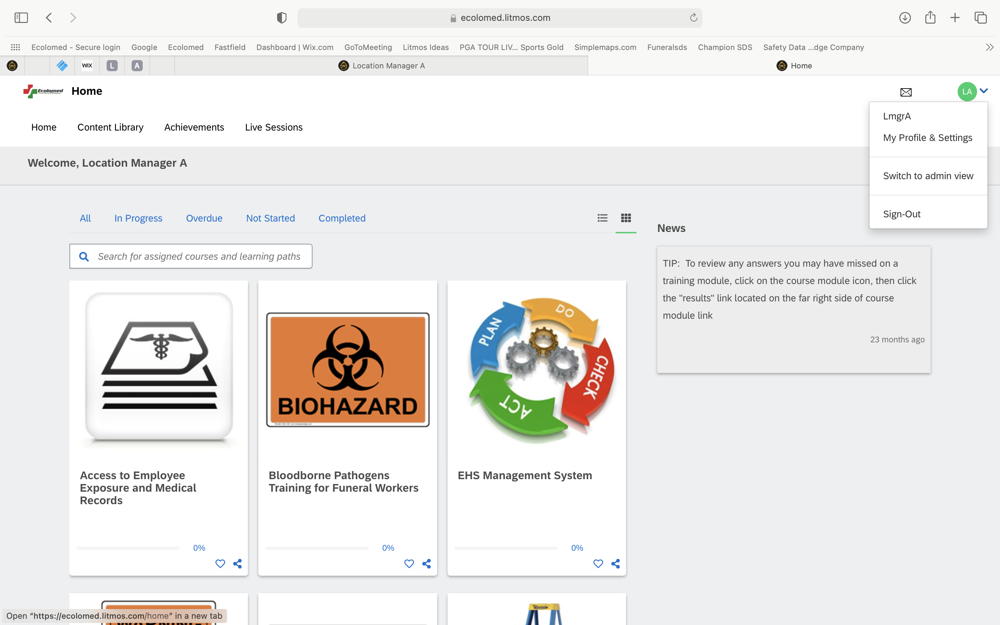 ecolomed.litmos.com
Ecolomed - Secure login Google Ecolomed Fastfield Dashboard | Wix.com GoToMeeting Litmos Ideas PGA TOUR LIV... Sports Gold Simplemaps.com Funeralsds Champion SDS Safety Data ...dge Company
WIX L A Location Manager A Home
Ecolomed Home
LA
LmgrA
My Profile & Settings
Switch to admin view
Sign-Out
Home Content Library Achievements Live Sessions
Welcome, Location Manager A
All In Progress Overdue Not Started Completed
Search for assigned courses and learning paths
News
TIP: To review any answers you may have missed on a
training module, click on the course module icon, then click
the "results" link located on the far right side of course
module link
23 months ago
BIOHAZARD
PLAN
DO
CHECK
ACT
Access to Employee
Exposure and Medical
Records
0%
Bloodborne Pathogens
Training for Funeral Workers
0%
EHS Management System
0%
Open “https://ecolomed.litmos.com/home” in a new tab